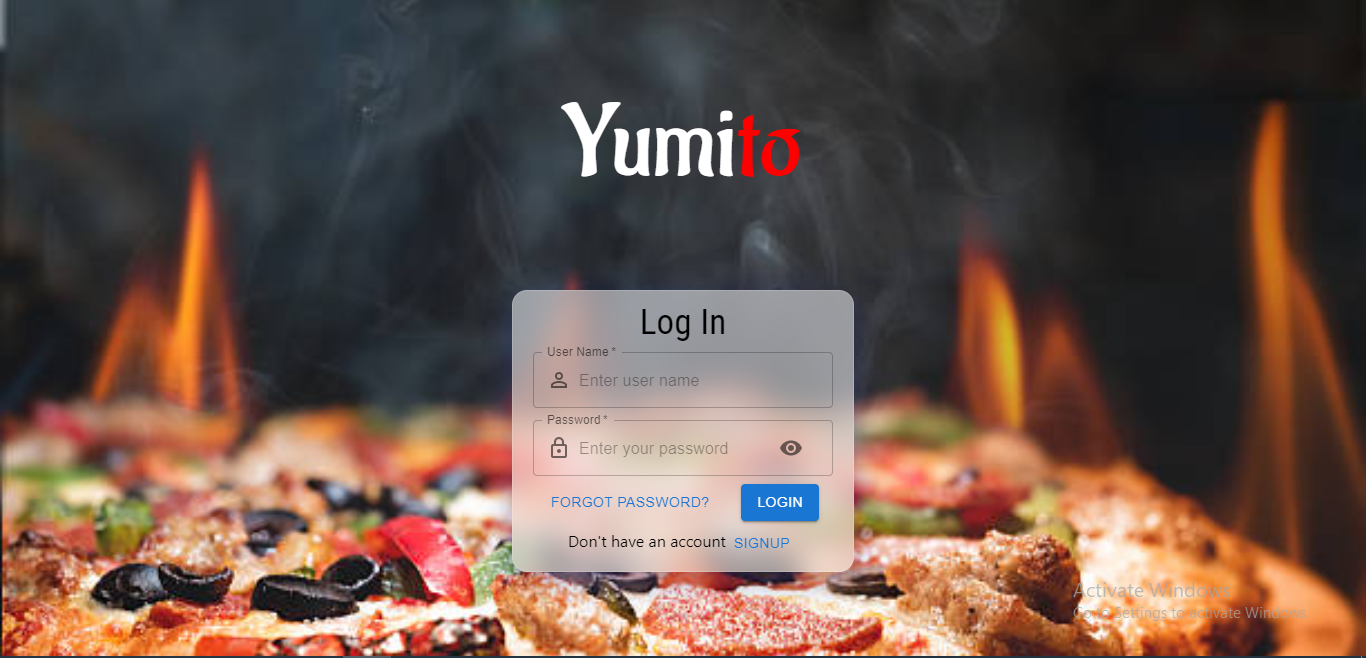 Yumito
Log In
User Name *
Enter user name
Password *
Enter your password
FORGOT PASSWORD? LOGIN
Don't have an account SIGNUP
Activate Windows
Go to Settings to activate Windows.